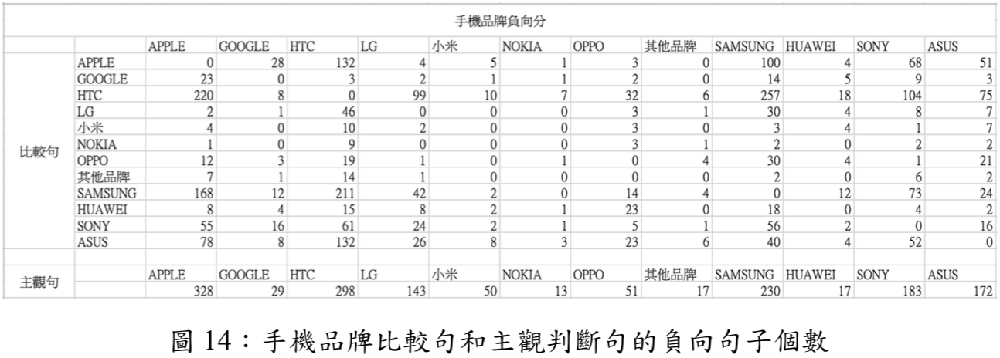 手機品牌負向分
APPLE GOOGLE HTC LG 小米 NOKIA OPPO 其他品牌 SAMSUNG HUAWEI SONY ASUS
比較句
APPLE 0 28 132 4 5 1 3 0 100 4 68 51
GOOGLE 23 0 3 2 1 1 2 0 14 5 9 3
HTC 220 8 0 99 10 7 32 6 257 18 104 75
LG 2 1 46 0 0 0 3 1 30 4 8 7
小米 4 0 10 2 0 0 3 0 3 4 1 7
NOKIA 1 0 9 0 0 0 3 1 2 0 2 2
OPPO 12 3 19 1 0 1 0 4 30 4 1 21
其他品牌 7 1 14 1 0 0 0 0 2 0 6 2
SAMSUNG 168 12 211 42 2 0 14 4 0 12 73 24
HUAWEI 8 4 15 8 2 1 23 0 18 0 4 2
SONY 55 16 61 24 2 1 5 1 56 2 0 16
ASUS 78 8 132 26 8 3 23 6 40 4 52 0
主觀句
APPLE GOOGLE HTC LG 小米 NOKIA OPPO 其他品牌 SAMSUNG HUAWEI SONY ASUS
328 29 298 143 50 13 51 17 230 17 183 172
圖 14：手機品牌比較句和主觀判斷句的負向句子個數